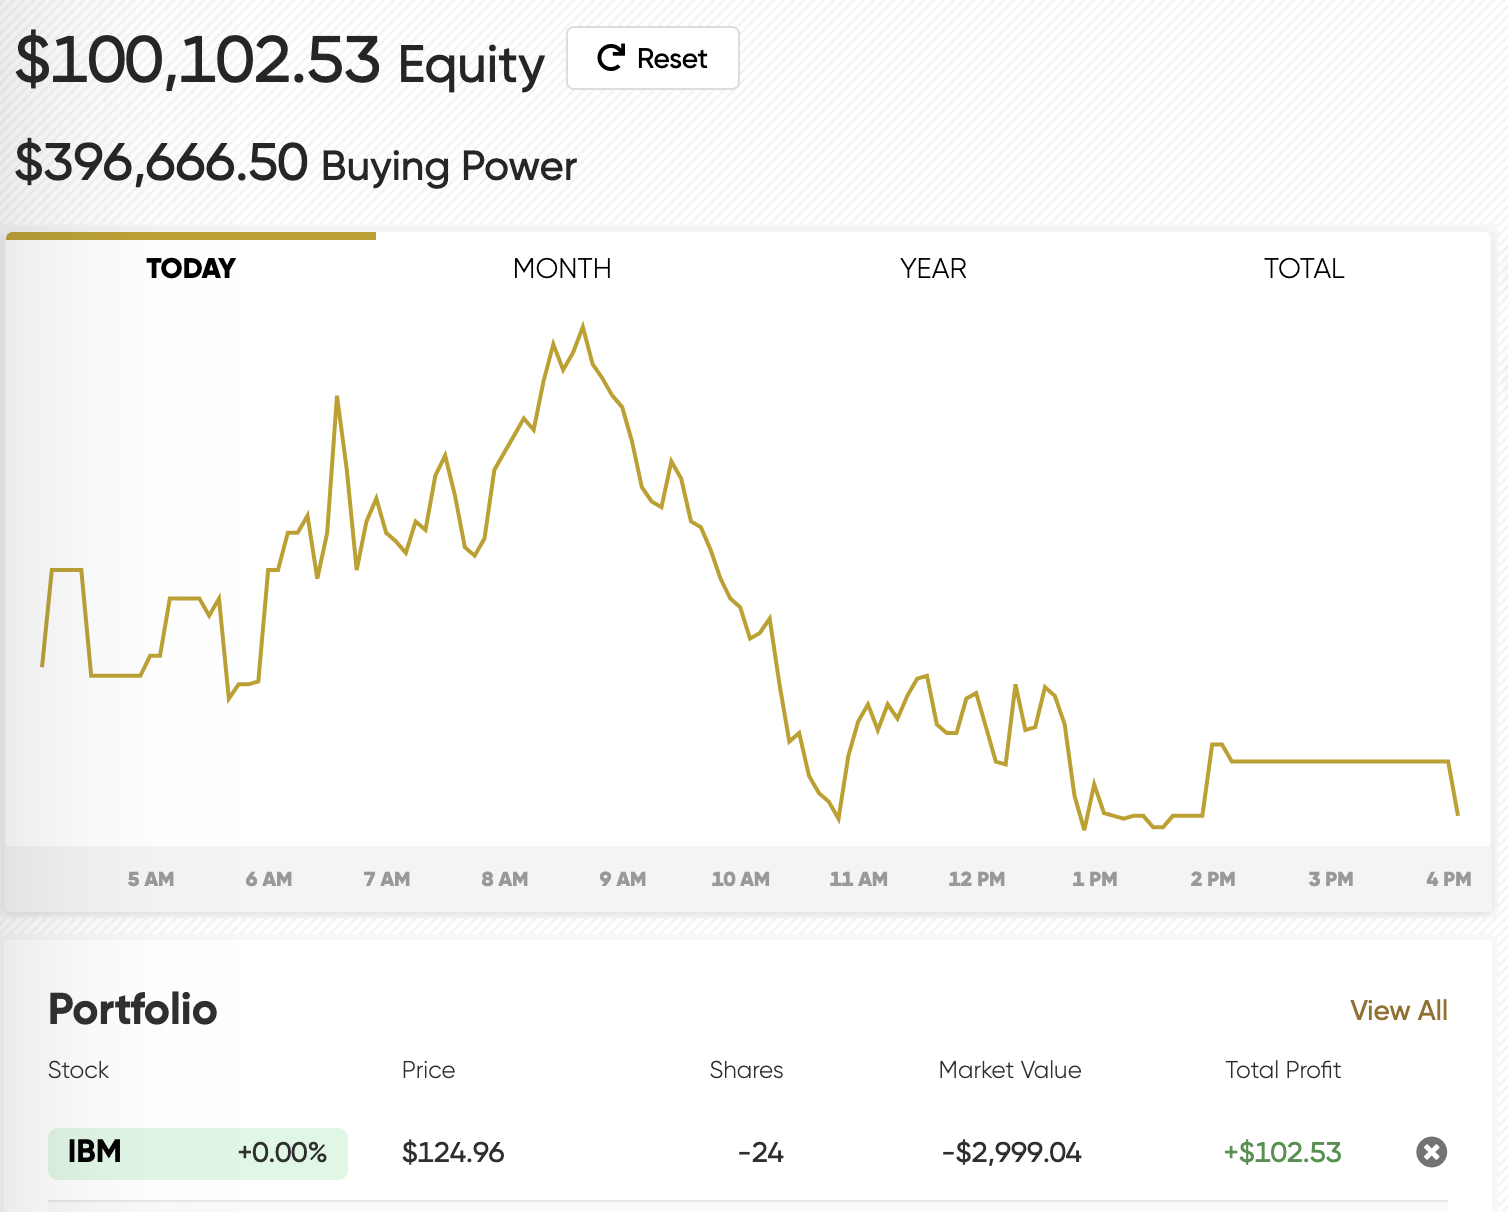 $100,102.53 Equity Reset
$396,666.50 Buying Power
TODAY MONTH YEAR TOTAL
5 AM 6 AM 7 AM 8 AM 9 AM 10 AM 11 AM 12 PM 1 PM 2 PM 3 PM 4 PM
Portfolio View All
Stock Price Shares Market Value Total Profit
IBM +0.00% $124.96 -24 -$2,999.04 +$102.53